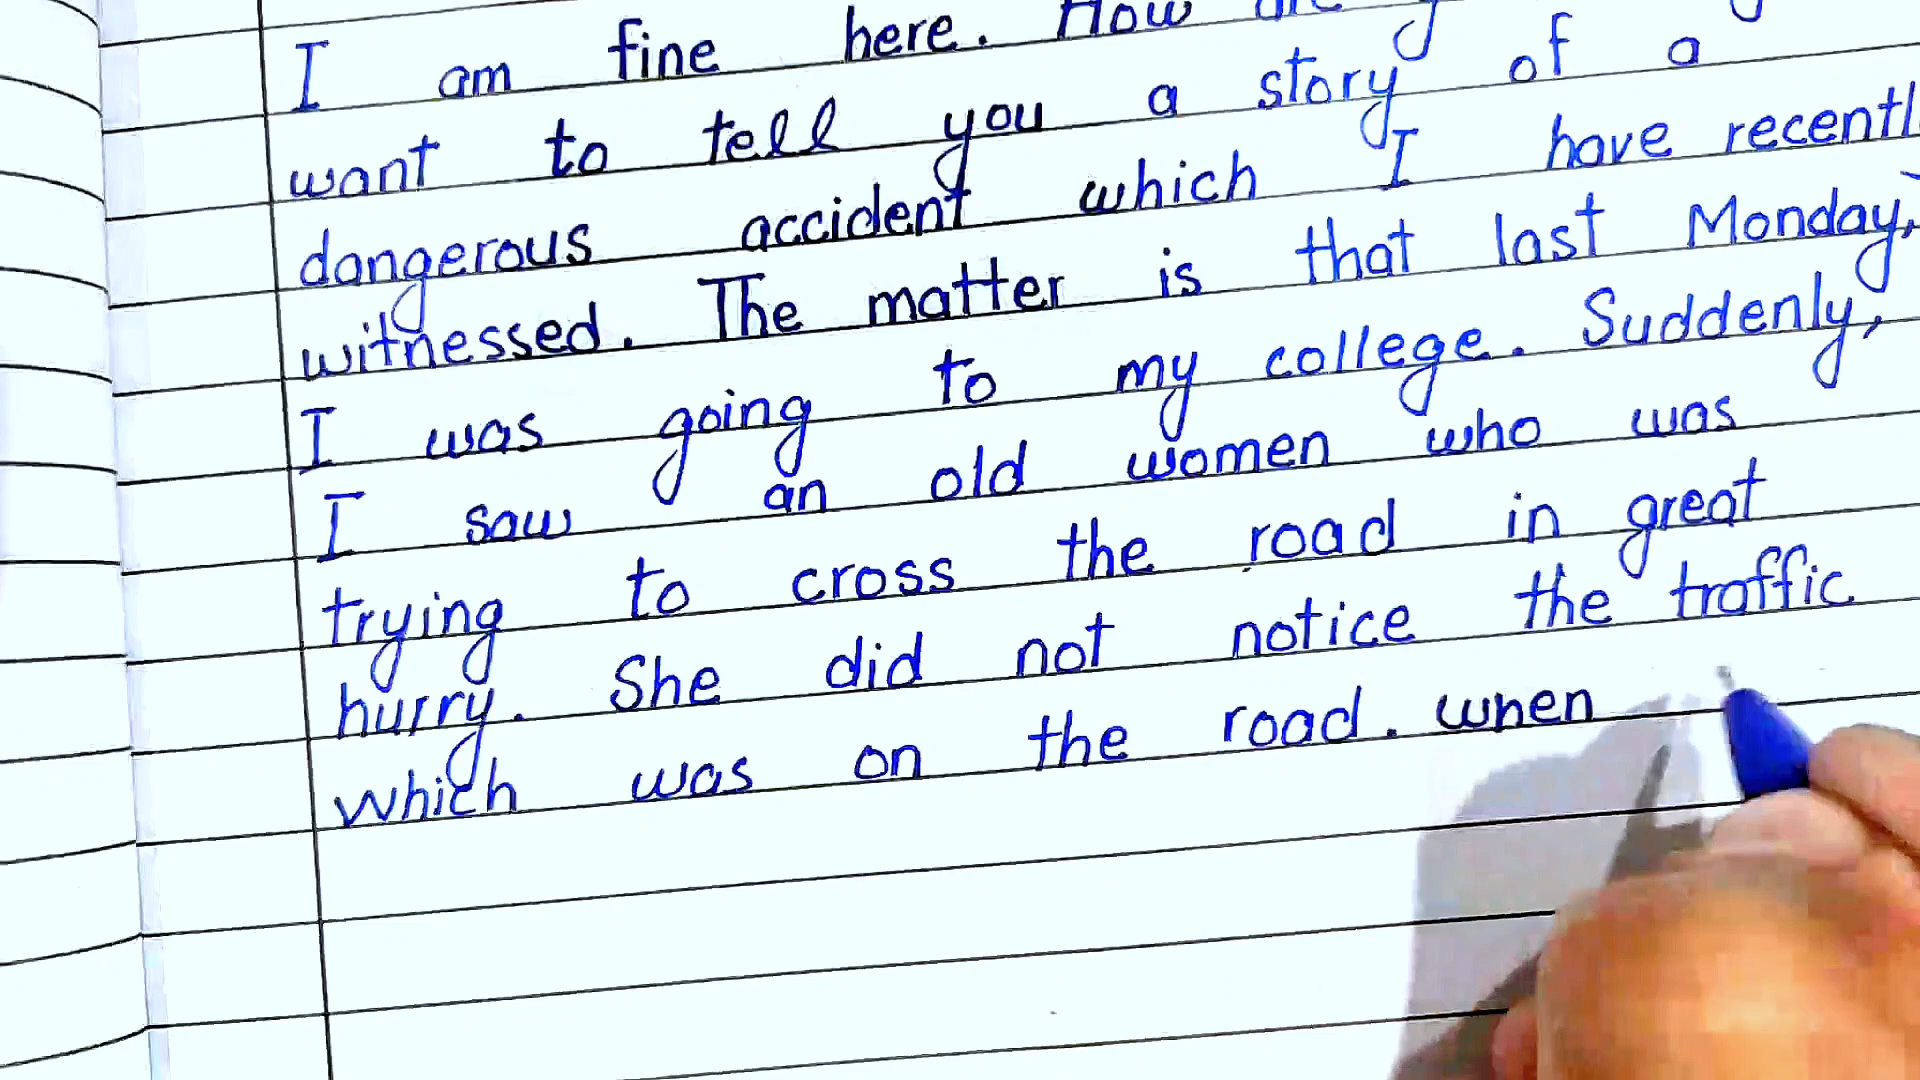 I am fine here. How
want to tell you a story of a
dangerous accident which I have recently
witnessed. The matter is that last Monday,
I was going to my college. Suddenly,
I saw an old women who was
trying to cross the road in great
hurry. She did not notice the traffic
which was on the road. when